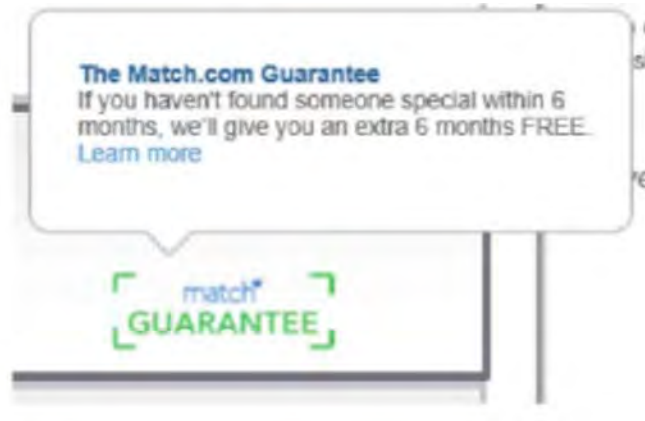 The Match.com Guarantee
If you haven't found someone special within 6
months, we'll give you an extra 6 months FREE.
Learn more
match
GUARANTEE